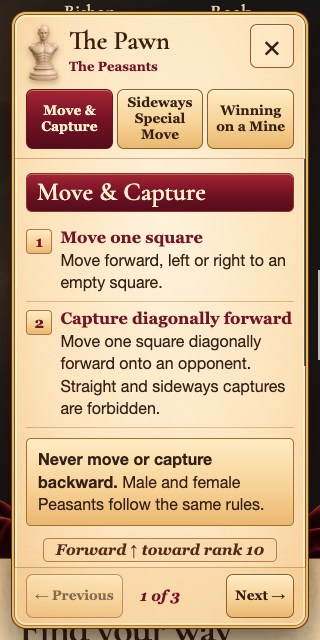 Bishop Rook
The Pawn
The Peasants
×
Move &
Capture
Sideways
Special
Move
Winning
on a Mine
Move & Capture
1 Move one square
Move forward, left or right to an
empty square.
2 Capture diagonally forward
Move one square diagonally
forward onto an opponent.
Straight and sideways captures
are forbidden.
Never move or capture
backward. Male and female
Peasants follow the same rules.
Forward ↑ toward rank 10
← Previous
1 of 3
Next →
Find your way